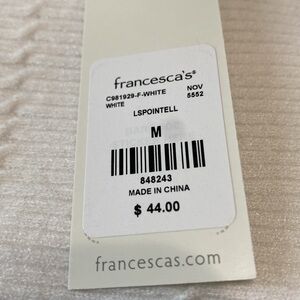 francesca's®
C981929-F-WHITE NOV
WHITE 5552
LSPOINTELL
M
848243
MADE IN CHINA
$ 44.00
francescas.com